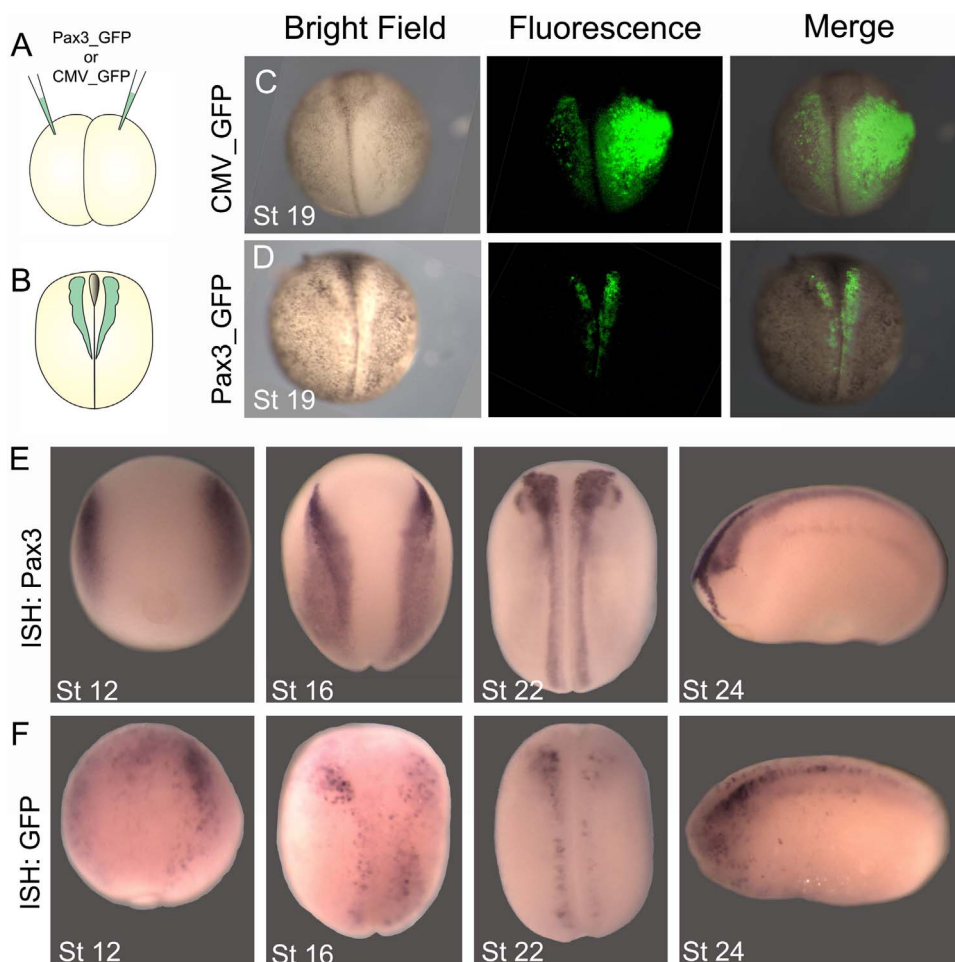 Bright Field
Fluorescence
Merge
A
Pax3_GFP
or
CMV_GFP
CMV_GFP
C
St 19
B
Pax3_GFP
D
St 19
E
ISH: Pax3
St 12
St 16
St 22
St 24
F
ISH: GFP
St 12
St 16
St 22
St 24